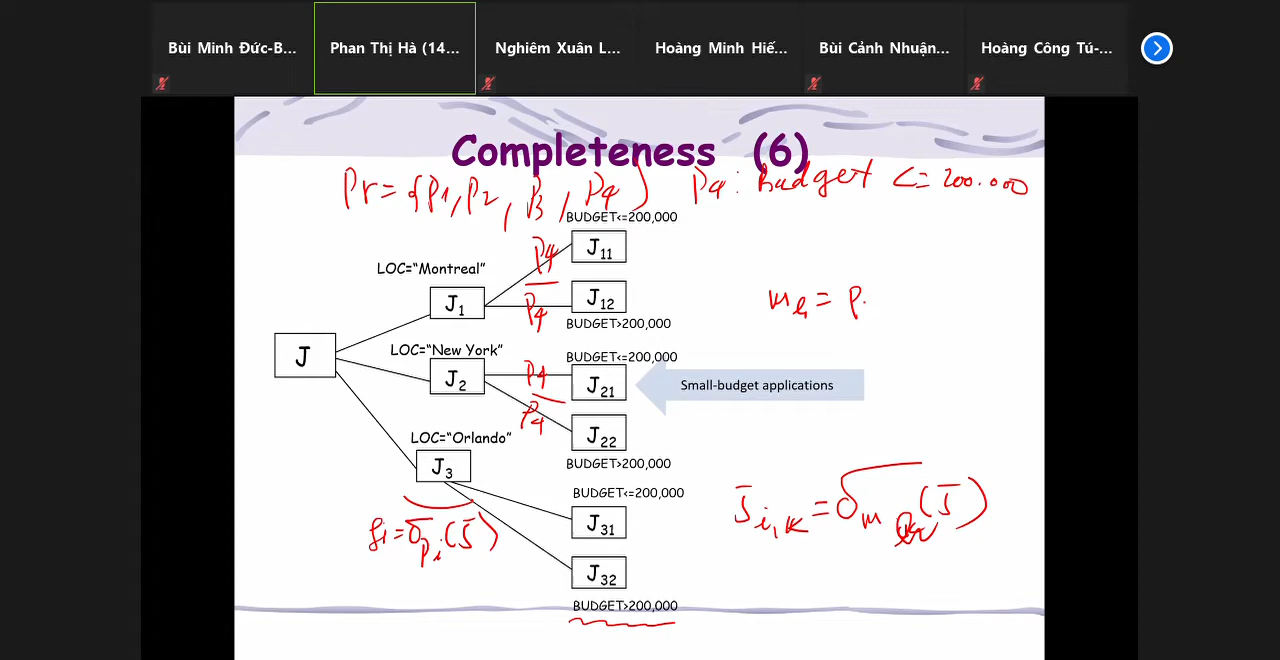 Bùi Minh Đức-B...
Phan Thị Hà (14...
Nghiêm Xuân L...
Hoàng Minh Hiế...
Bùi Cảnh Nhuận...
Hoàng Công Tú-...
Completeness (6)
Pr = {P1, P2, P3, P4} P4: Budget <= 200.000
BUDGET<=200,000
J11
LOC="Montreal"
P4
J1
P4
J12
BUDGET>200,000
LOC="New York"
BUDGET<=200,000
J
J2
P4
J21
Small-budget applications
P4
J22
LOC="Orlando"
BUDGET>200,000
J3
BUDGET<=200,000
J31
J32
BUDGET>200,000